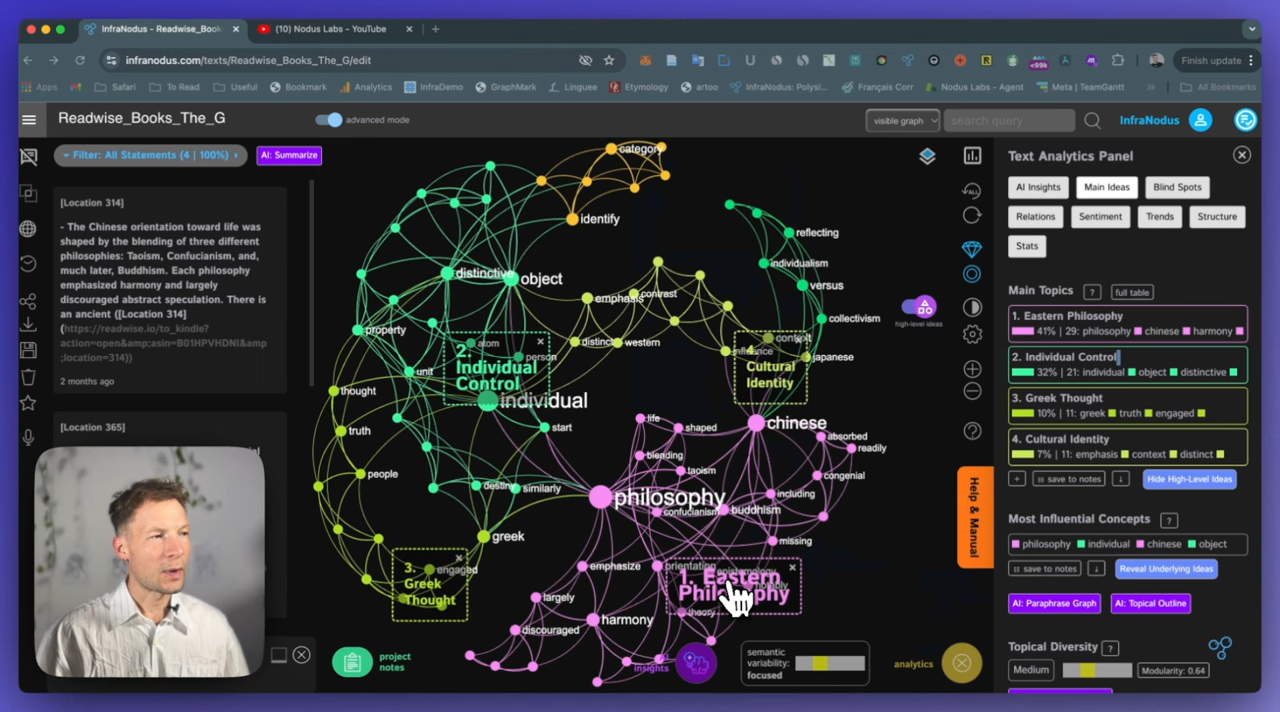 InfraNodus - Readwise_Book
(10) Nodus Labs - YouTube
infranodus.com/texts/Readwise_Books_The_G/edit
<99k
Finish update
Apps
Safari
To Read
Useful
Bookmark
Analytics
InfraDemo
GraphMark
Linguee
Etymology
artoo
InfraNodus: Polysi...
Français Corr
Nodus Labs - Agent
Meta | TeamGantt
All Bookmarks
Readwise_Books_The_G
advanced mode
visible graph
search query
InfraNodus
Filter: All Statements (4 | 100%)
AI: Summarize
[Location 314]
- The Chinese orientation toward life was
shaped by the blending of three different
philosophies: Taoism, Confucianism, and,
much later, Buddhism. Each philosophy
emphasized harmony and largely
discouraged abstract speculation. There is
an ancient ([Location 314]
(https://readwise.io/to_kindle?
action=open&amp;asin=B01HPVHDNI&amp
;location=314))
2 months ago
[Location 365]
category
identify
reflecting
distinctive
object
individualism
emphasis
contrast
versus
collectivism
property
distinct
western
atom
person
2.
Individual
Control
unit
individual
context
influence
japanese
4.
Cultural
Identity
thought
truth
start
life
shaped
chinese
absorbed
readily
blending
taoism
congenial
people
destiny
similarly
philosophy
including
confucianism
buddhism
greek
missing
engaged
3.
Greek
Thought
emphasize
orientation
epistemology
1. Eastern
Philosophy
largely
theory
discouraged
harmony
high-level ideas
project
notes
insights
semantic
variability:
focused
analytics
Help & Manual
Text Analytics Panel
AI Insights
Main Ideas
Blind Spots
Relations
Sentiment
Trends
Structure
Stats
Main Topics
?
full table
1. Eastern Philosophy
41% | 29: philosophy chinese harmony
2. Individual Control
32% | 21: individual object distinctive
3. Greek Thought
10% | 11: greek truth engaged
4. Cultural Identity
7% | 11: emphasis context distinct
+
save to notes
↓
Hide High-Level Ideas
Most Influential Concepts
?
philosophy individual chinese object
save to notes
↓
Reveal Underlying Ideas
AI: Paraphrase Graph
AI: Topical Outline
Topical Diversity
?
Medium
Modularity: 0.64